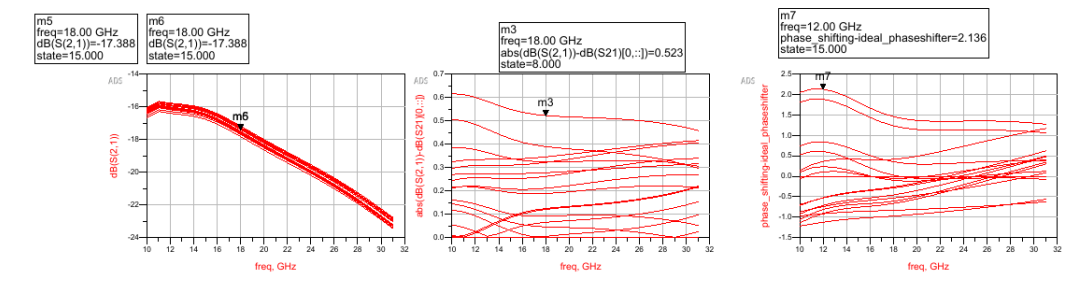 m5
freq=18.00 GHz
dB(S(2,1))=-17.388
state=15.000
m6
freq=18.00 GHz
dB(S(2,1))=-17.388
state=15.000
ADS
-14
-16
-18
-20
-22
-24
dB(S(2,1))
m6
10 12 14 16 18 20 22 24 26 28 30 32
freq, GHz
m3
freq=18.00 GHz
abs(dB(S(2,1))-dB(S21)[0,::])=0.523
state=8.000
ADS
0.7
0.6
0.5
0.4
0.3
0.2
0.1
0.0
abs(dB(S(2,1))-dB(S21)[0,::])
m3
10 12 14 16 18 20 22 24 26 28 30 32
freq, GHz
m7
freq=12.00 GHz
phase_shifting-ideal_phaseshifter=2.136
state=15.000
ADS
2.5
2.0
1.5
1.0
0.5
0.0
-0.5
-1.0
-1.5
phase_shifting-ideal_phaseshifter
m7
10 12 14 16 18 20 22 24 26 28 30 32
freq, GHz